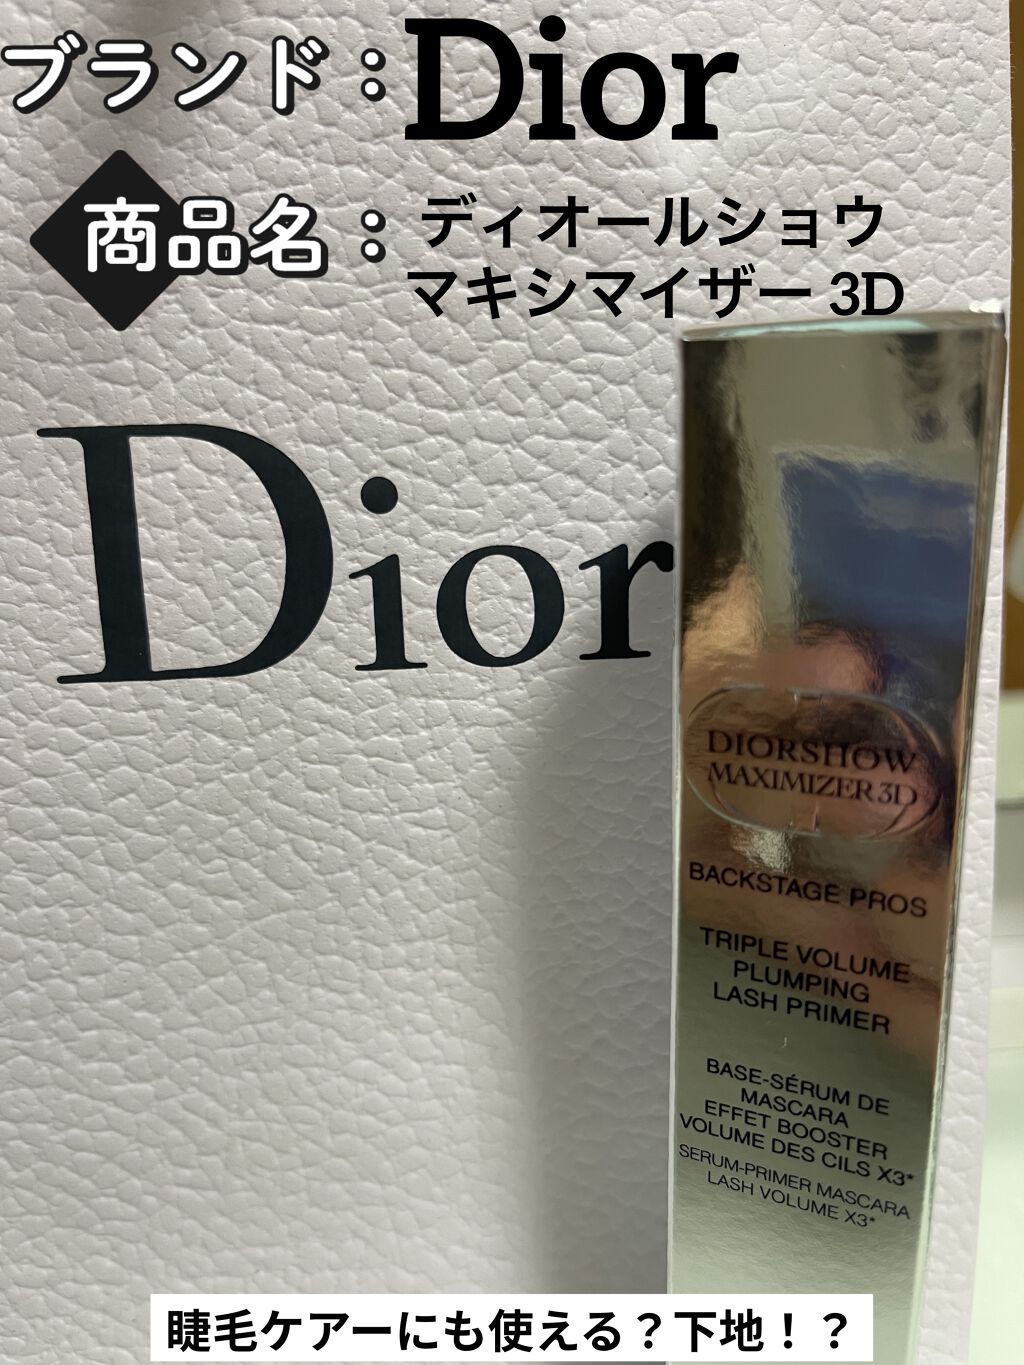 ブランド：Dior
商品名：ディオールショウ
マキシマイザー 3D
Dior
DIORSHOW
MAXIMIZER 3D
BACKSTAGE PROS
TRIPLE VOLUME
PLUMPING
LASH PRIMER
BASE-SÉRUM DE
MASCARA
EFFET BOOSTER
VOLUME DES CILS X3*
SERUM-PRIMER MASCARA
LASH VOLUME X3*
睫毛ケアーにも使える？下地！？